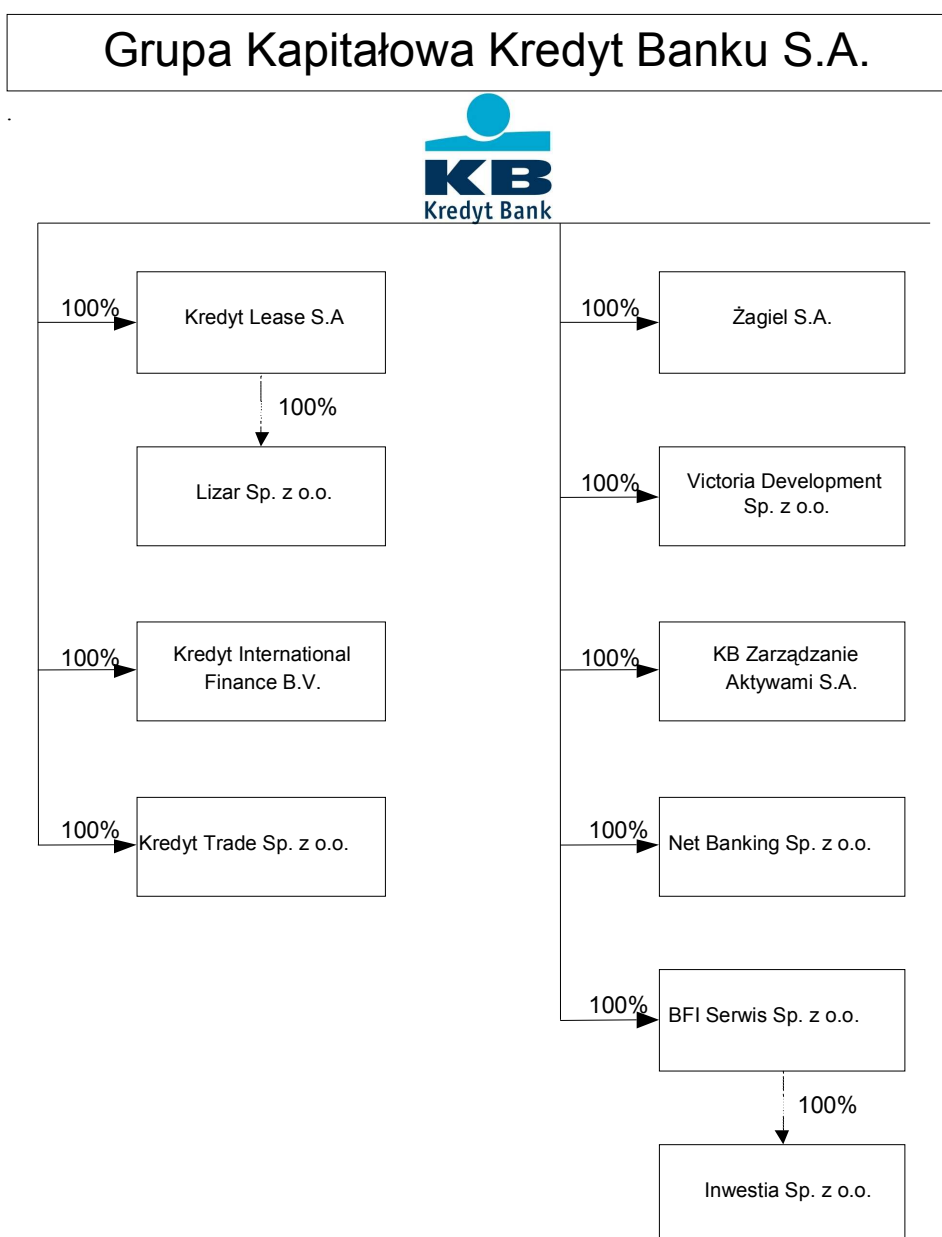 Grupa Kapitałowa Kredyt Banku S.A.
.
KB
Kredyt Bank
100%
Kredyt Lease S.A
100%
Lizar Sp. z o.o.
100%
Kredyt International
Finance B.V.
100%
Kredyt Trade Sp. z o.o.
100%
Żagiel S.A.
100%
Victoria Development
Sp. z o.o.
100%
KB Zarządzanie
Aktywami S.A.
100%
Net Banking Sp. z o.o.
100%
BFI Serwis Sp. z o.o.
100%
Inwestia Sp. z o.o.